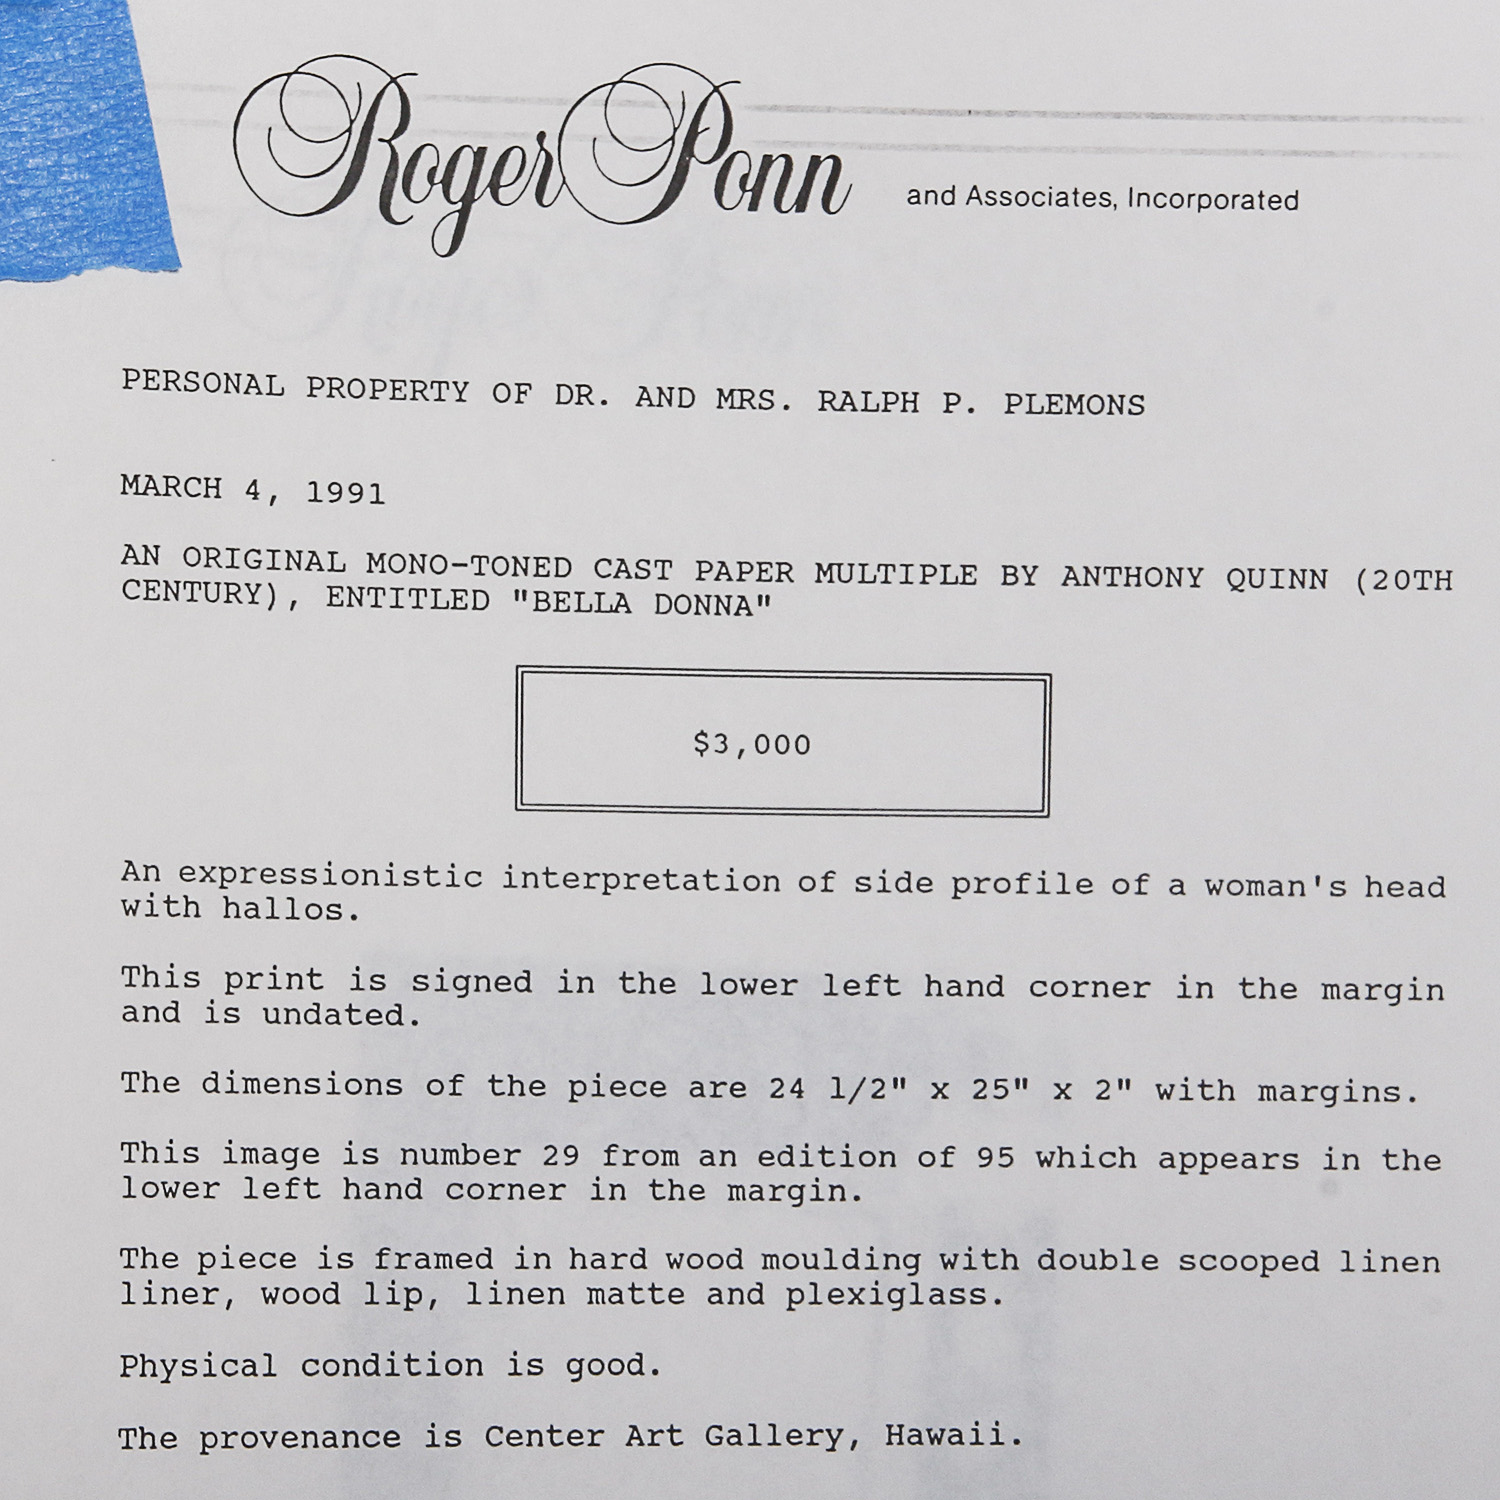 Roger Ponn and Associates, Incorporated
PERSONAL PROPERTY OF DR. AND MRS. RALPH P. PLEMONS
MARCH 4, 1991
AN ORIGINAL MONO-TONED CAST PAPER MULTIPLE BY ANTHONY QUINN (20TH
CENTURY), ENTITLED "BELLA DONNA"
$3,000
An expressionistic interpretation of side profile of a woman's head
with hallos.
This print is signed in the lower left hand corner in the margin
and is undated.
The dimensions of the piece are 24 1/2" x 25" x 2" with margins.
This image is number 29 from an edition of 95 which appears in the
lower left hand corner in the margin.
The piece is framed in hard wood moulding with double scooped linen
liner, wood lip, linen matte and plexiglass.
Physical condition is good.
The provenance is Center Art Gallery, Hawaii.